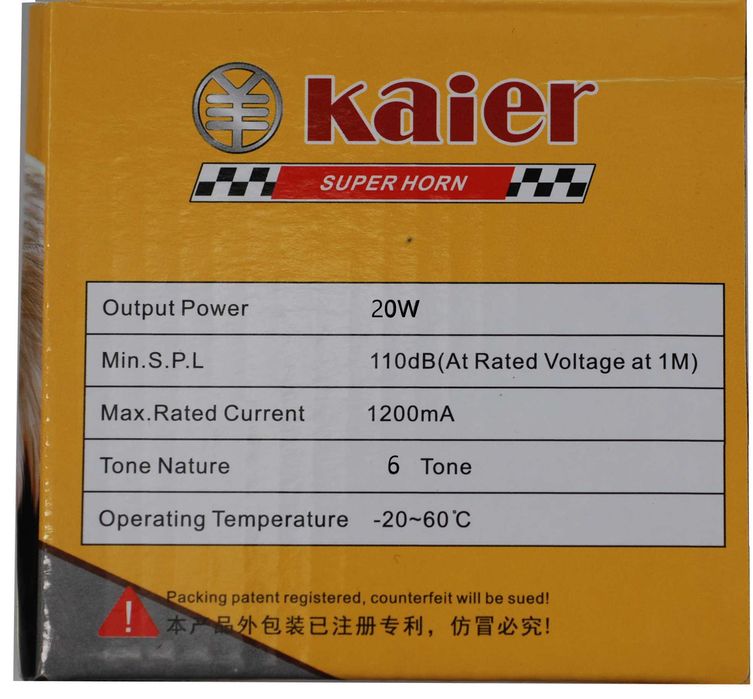 Kaier
SUPER HORN
Output Power 20W
Min.S.P.L 110dB(At Rated Voltage at 1M)
Max.Rated Current 1200mA
Tone Nature 6 Tone
Operating Temperature -20~60℃
Packing patent registered, counterfeit will be sued!
本产品外包装已注册专利，仿冒必究!